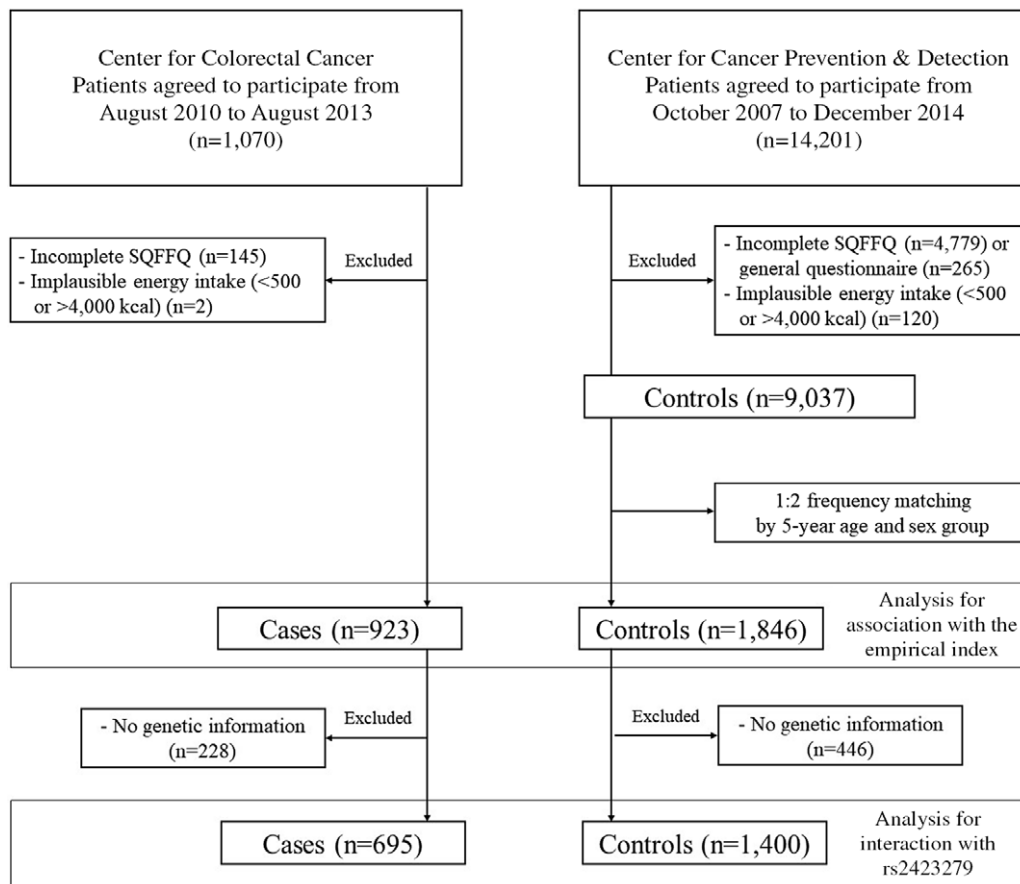 Center for Colorectal Cancer
Patients agreed to participate from
August 2010 to August 2013
(n=1,070)
Center for Cancer Prevention & Detection
Patients agreed to participate from
October 2007 to December 2014
(n=14,201)
- Incomplete SQFFQ (n=145)
- Implausible energy intake (<500
or >4,000 kcal) (n=2)
Excluded
Excluded
- Incomplete SQFFQ (n=4,779) or
general questionnaire (n=265)
- Implausible energy intake (<500
or >4,000 kcal) (n=120)
Controls (n=9,037)
1:2 frequency matching
by 5-year age and sex group
Cases (n=923)
Controls (n=1,846)
Analysis for
association with the
empirical index
- No genetic information
(n=228)
Excluded
Excluded
- No genetic information
(n=446)
Cases (n=695)
Controls (n=1,400)
Analysis for
interaction with
rs2423279